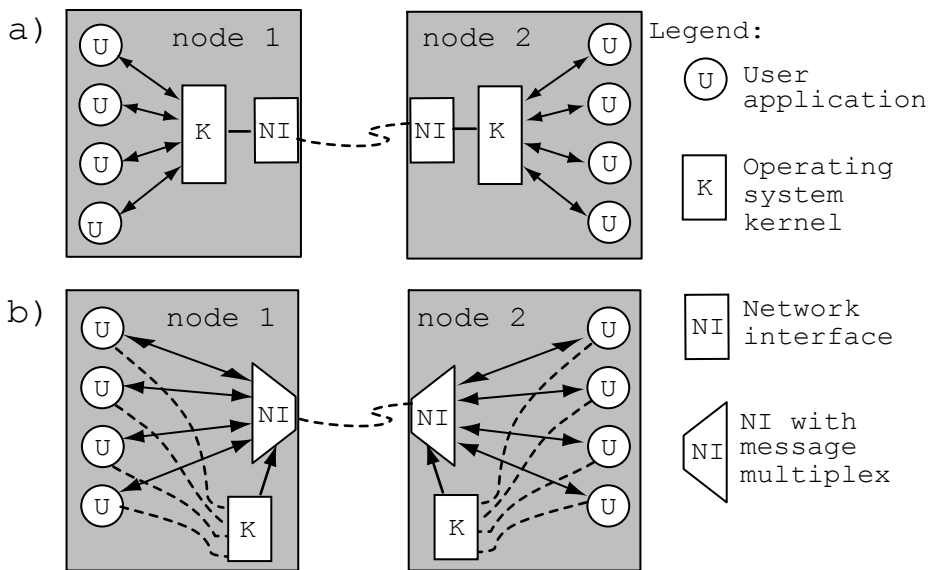 a)
node 1
U
U
U
U
K
NI
node 2
NI
K
U
U
U
U
b)
node 1
U
U
U
U
NI
K
node 2
NI
K
U
U
U
U
Legend:
U
User
application
K
Operating
system
kernel
NI
Network
interface
NI
NI with
message
multiplex